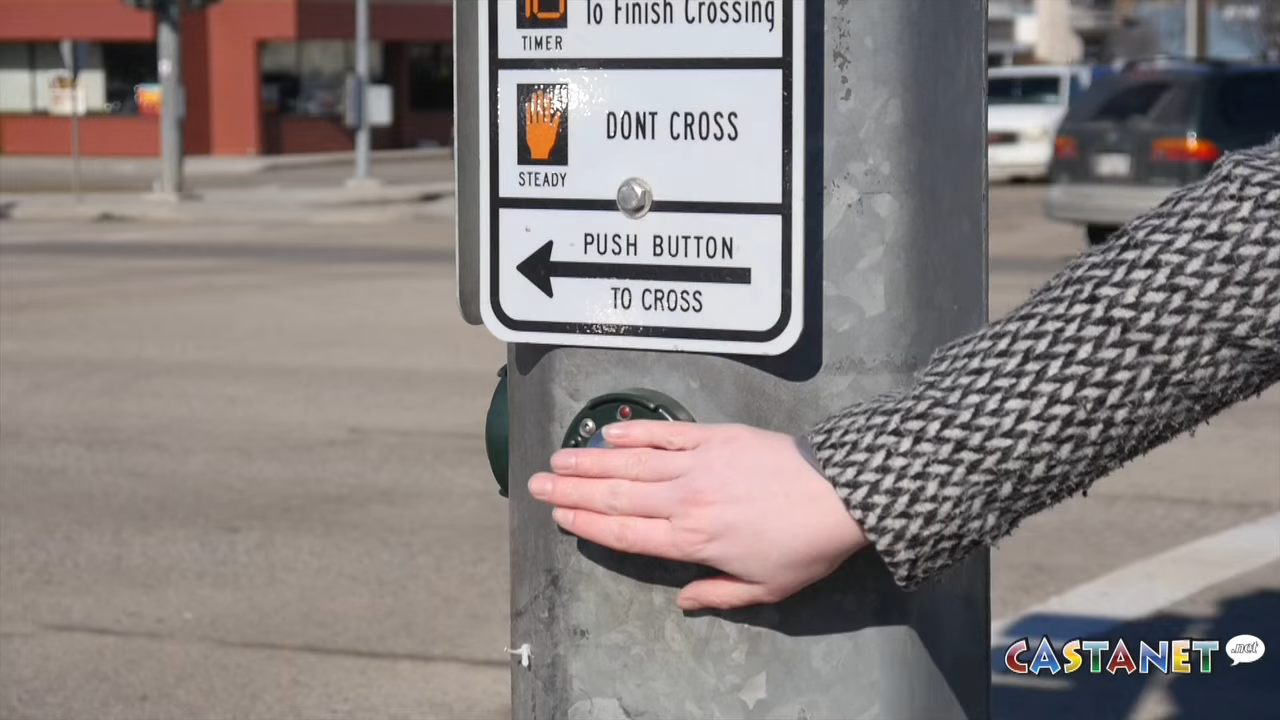 To Finish Crossing
TIMER
DONT CROSS
STEADY
PUSH BUTTON
TO CROSS
CASTANET.net